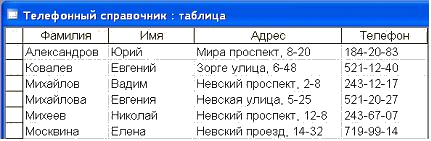 Телефонный справочник : таблица
Фамилия Имя Адрес Телефон
Александров Юрий Мира проспект, 8-20 184-20-83
Ковалев Евгений Зорге улица, 6-48 521-12-40
Михайлов Вадим Невский проспект, 2-8 243-12-17
Михайлова Евгения Невская улица, 5-25 521-20-27
Михеев Николай Невский проспект, 12-8 243-67-07
Москвина Елена Невский проезд, 14-32 719-99-14